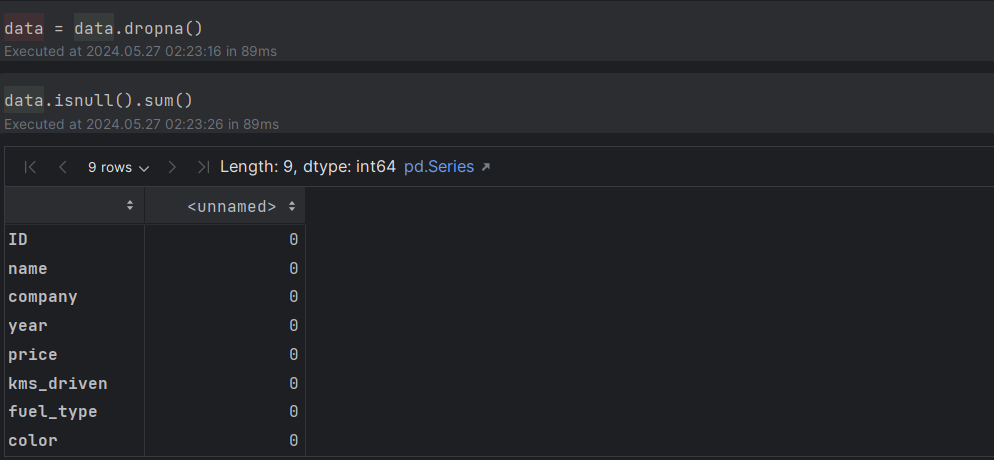 data = data.dropna()
Executed at 2024.05.27 02:23:16 in 89ms
data.isnull().sum()
Executed at 2024.05.27 02:23:26 in 89ms
9 rows Length: 9, dtype: int64 pd.Series
<unnamed>
ID 0
name 0
company 0
year 0
price 0
kms_driven 0
fuel_type 0
color 0